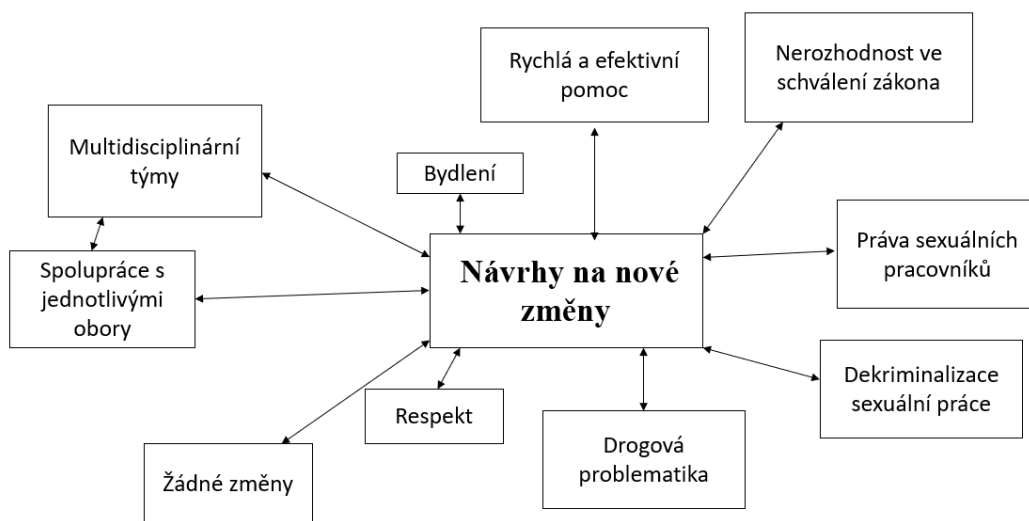 Rychlá a efektivní
pomoc
Nerozhodnost ve
schválení zákona
Multidisciplinární
týmy
Bydlení
Práva sexuálních
pracovníků
Spolupráce s
jednotlivými
obory
Návrhy na nové
změny
Dekriminalizace
sexuální práce
Respekt
Drogová
problematika
Žádné změny